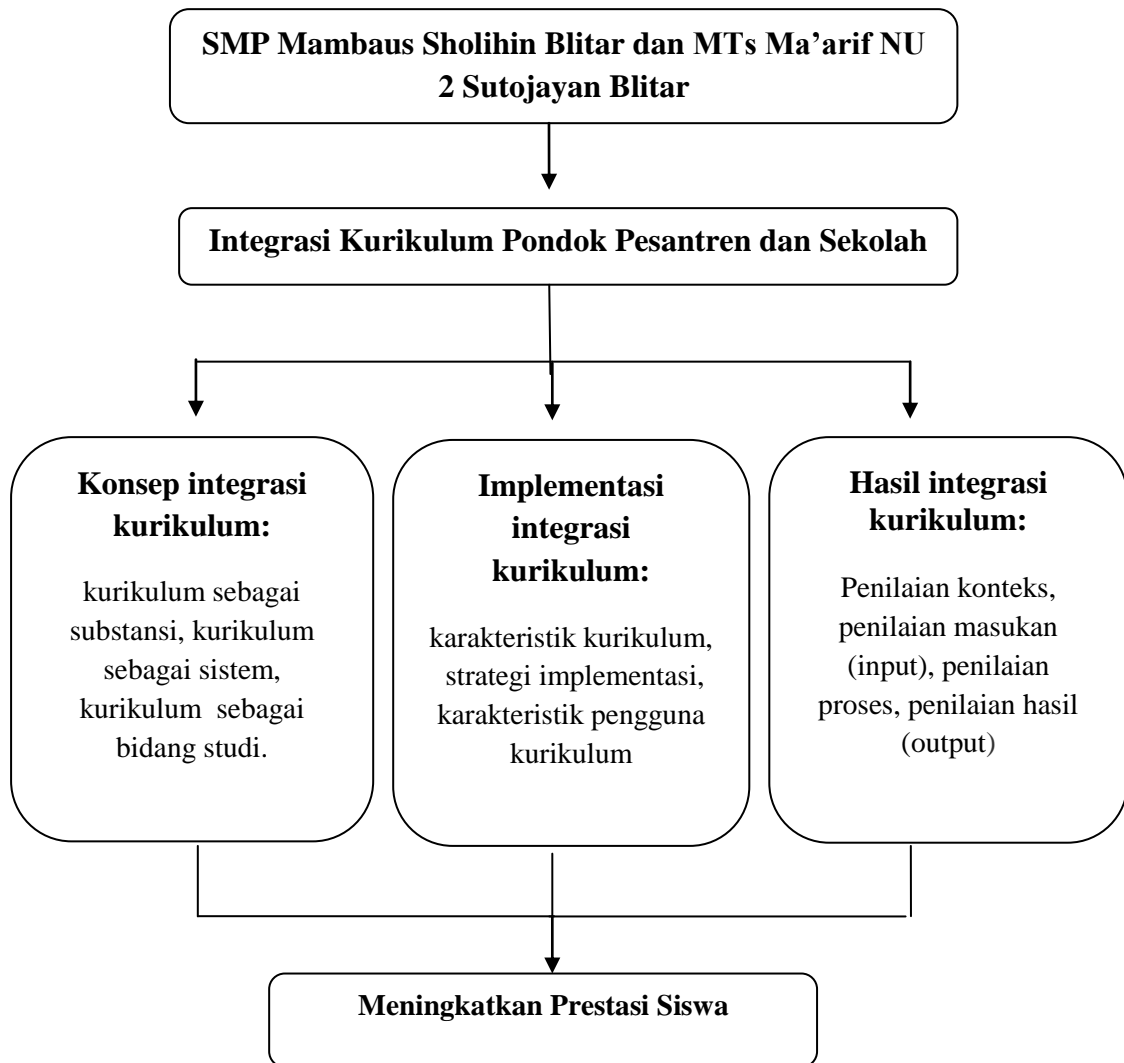 SMP Mambaus Sholihin Blitar dan MTs Ma’arif NU
2 Sutojayan Blitar
Integrasi Kurikulum Pondok Pesantren dan Sekolah
Konsep integrasi
kurikulum:
kurikulum sebagai
substansi, kurikulum
sebagai sistem,
kurikulum sebagai
bidang studi.
Implementasi
integrasi
kurikulum:
karakteristik kurikulum,
strategi implementasi,
karakteristik pengguna
kurikulum
Hasil integrasi
kurikulum:
Penilaian konteks,
penilaian masukan
(input), penilaian
proses, penilaian hasil
(output)
Meningkatkan Prestasi Siswa